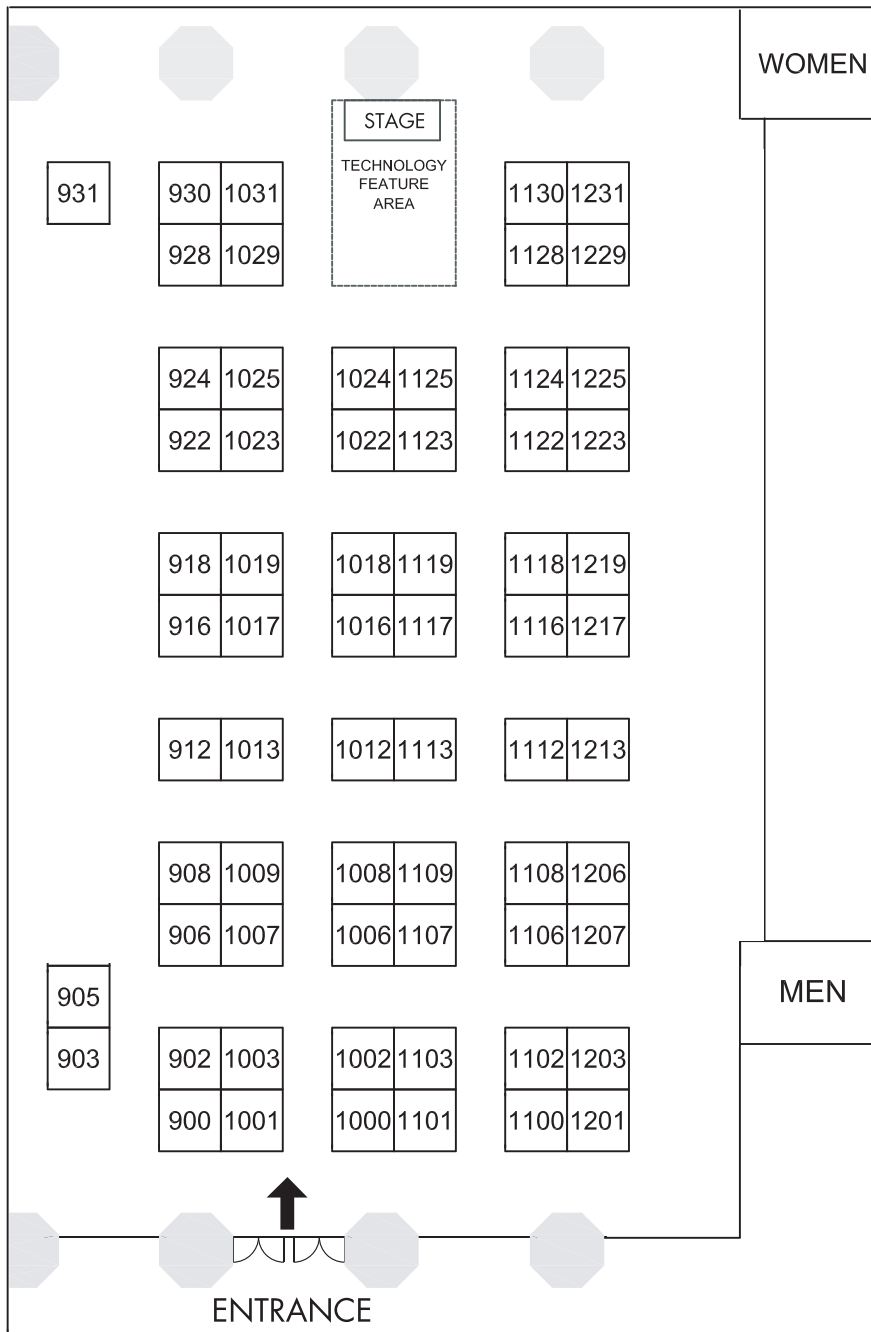 WOMEN
STAGE
TECHNOLOGY
FEATURE
AREA
931 930 1031 1130 1231
928 1029 1128 1229
924 1025 1024 1125 1124 1225
922 1023 1022 1123 1122 1223
918 1019 1018 1119 1118 1219
916 1017 1016 1117 1116 1217
912 1013 1012 1113 1112 1213
908 1009 1008 1109 1108 1206
906 1007 1006 1107 1106 1207
905 MEN
903 902 1003 1002 1103 1102 1203
900 1001 1000 1101 1100 1201
ENTRANCE